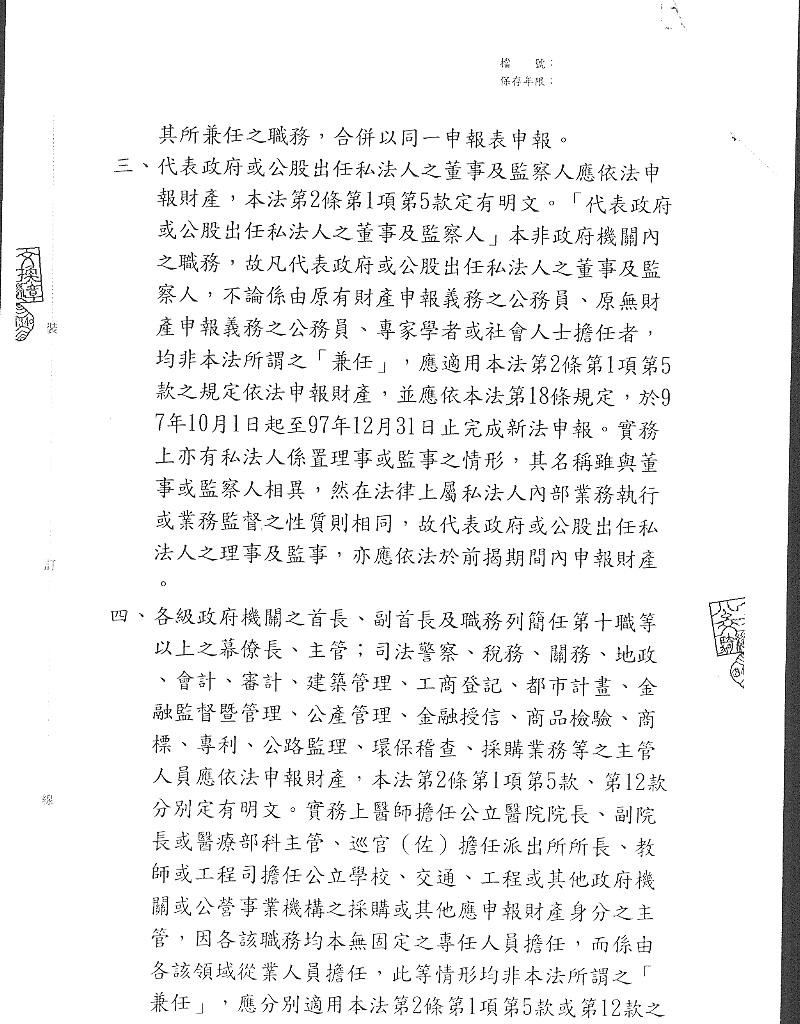 檔　　號：
保存年限：
其所兼任之職務，合併以同一申報表申報。
三、代表政府或公股出任私法人之董事及監察人應依法申
報財產，本法第2條第1項第5款定有明文。「代表政府
或公股出任私法人之董事及監察人」本非政府機關內
之職務，故凡代表政府或公股出任私法人之董事及監
察人，不論係由原有財產申報義務之公務員、原無財
產申報義務之公務員、專家學者或社會人士擔任者，
均非本法所謂之「兼任」，應適用本法第2條第1項第5
款之規定依法申報財產，並應依本法第18條規定，於9
7年10月1日起至97年12月31日止完成新法申報。實務
上亦有私法人係置理事或監事之情形，其名稱雖與董
事或監察人相異，然在法律上屬私法人內部業務執行
或業務監督之性質則相同，故代表政府或公股出任私
法人之理事及監事，亦應依法於前揭期間內申報財產
。
四、各級政府機關之首長、副首長及職務列簡任第十職等
以上之幕僚長、主管；司法警察、稅務、關務、地政
、會計、審計、建築管理、工商登記、都市計畫、金
融監督暨管理、公產管理、金融授信、商品檢驗、商
標、專利、公路監理、環保稽查、採購業務等之主管
人員應依法申報財產，本法第2條第1項第5款、第12款
分別定有明文。實務上醫師擔任公立醫院院長、副院
長或醫療部科主管、巡官（佐）擔任派出所所長、教
師或工程司擔任公立學校、交通、工程或其他政府機
關或公營事業機構之採購或其他應申報財產身分之主
管，因各該職務均本無固定之專任人員擔任，而係由
各該領域從業人員擔任，此等情形均非本法所謂之「
兼任」，應分別適用本法第2條第1項第5款或第12款之
裝
訂
線